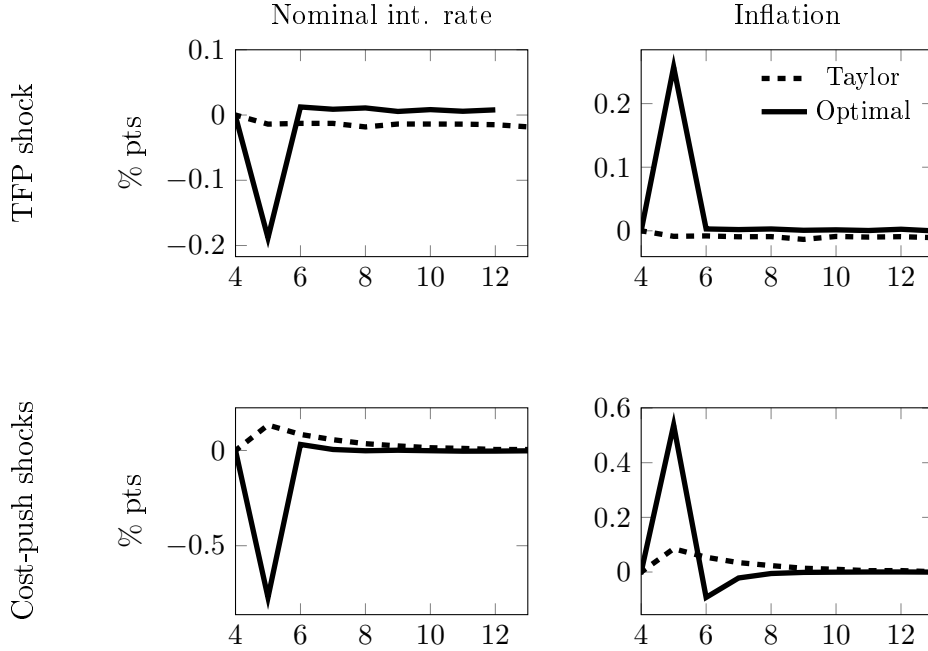 Nominal int. rate
Inflation
TFP shock
% pts
0.1
0
−0.1
−0.2
4 6 8 10 12
0.2
0.1
0
4 6 8 10 12
Taylor
Optimal
Cost-push shocks
% pts
0
−0.5
4 6 8 10 12
0.6
0.4
0.2
0
4 6 8 10 12